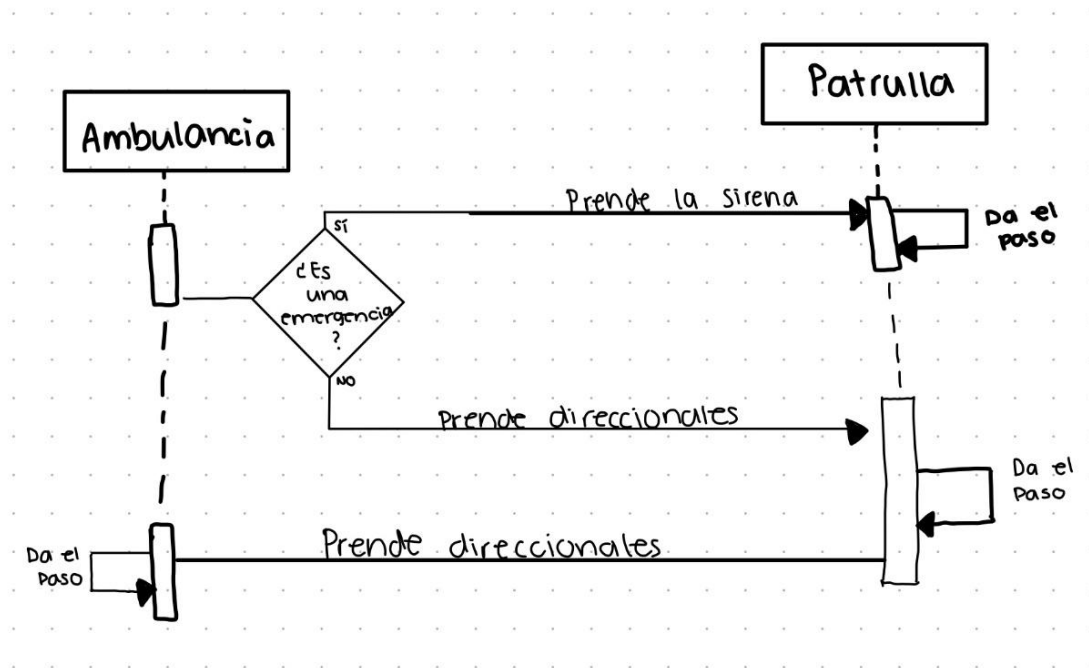 Patrulla
Ambulancia
Prende la sirena
Da el
paso
sí
¿Es
una
emergencia
?
NO
Prende direccionales
Da el
paso
Prende direccionales
Da el
paso